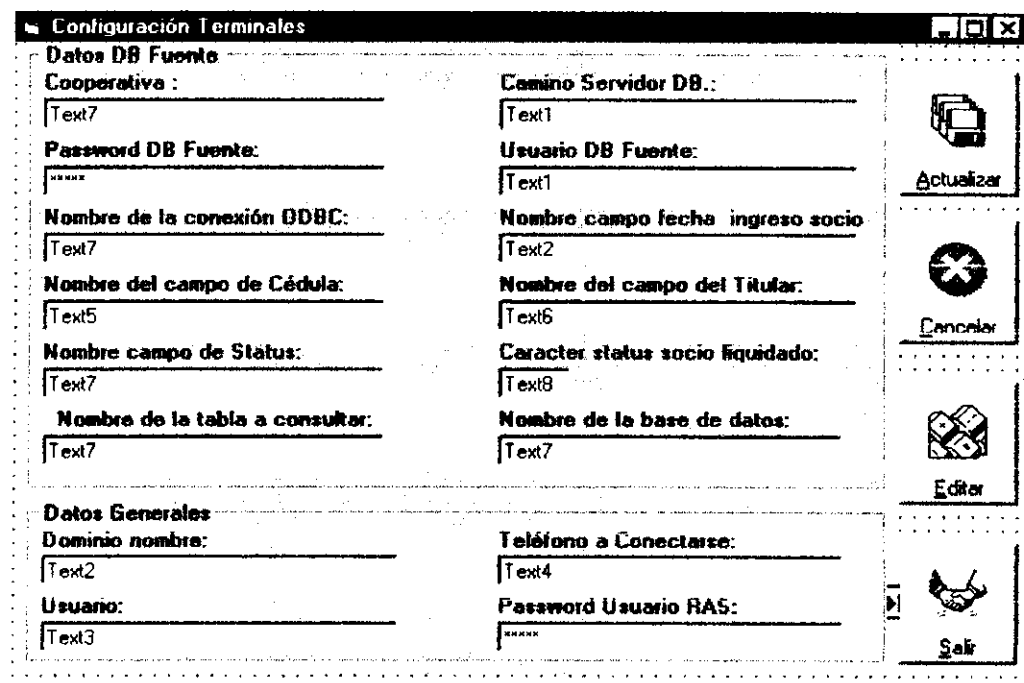 Configuración Terminales
Datos DB Fuente
Cooperativa :
Camino Servidor DB.:
Text7
Text1
Password DB Fuente:
Usuario DB Fuente:
*****
Text1
Nombre de la conexión ODBC:
Nombre campo fecha ingreso socio
Text7
Text2
Nombre del campo de Cédula:
Nombre del campo del Titular:
Text5
Text6
Nombre campo de Status:
Caracter status socio liquidado:
Text7
Text8
Nombre de la tabla a consultar:
Nombre de la base de datos:
Text7
Text7
Datos Generales
Dominio nombre:
Teléfono a Conectarse:
Text2
Text4
Usuario:
Password Usuario RAS:
Text3
*****
Actualizar
Cancelar
Editar
Salir